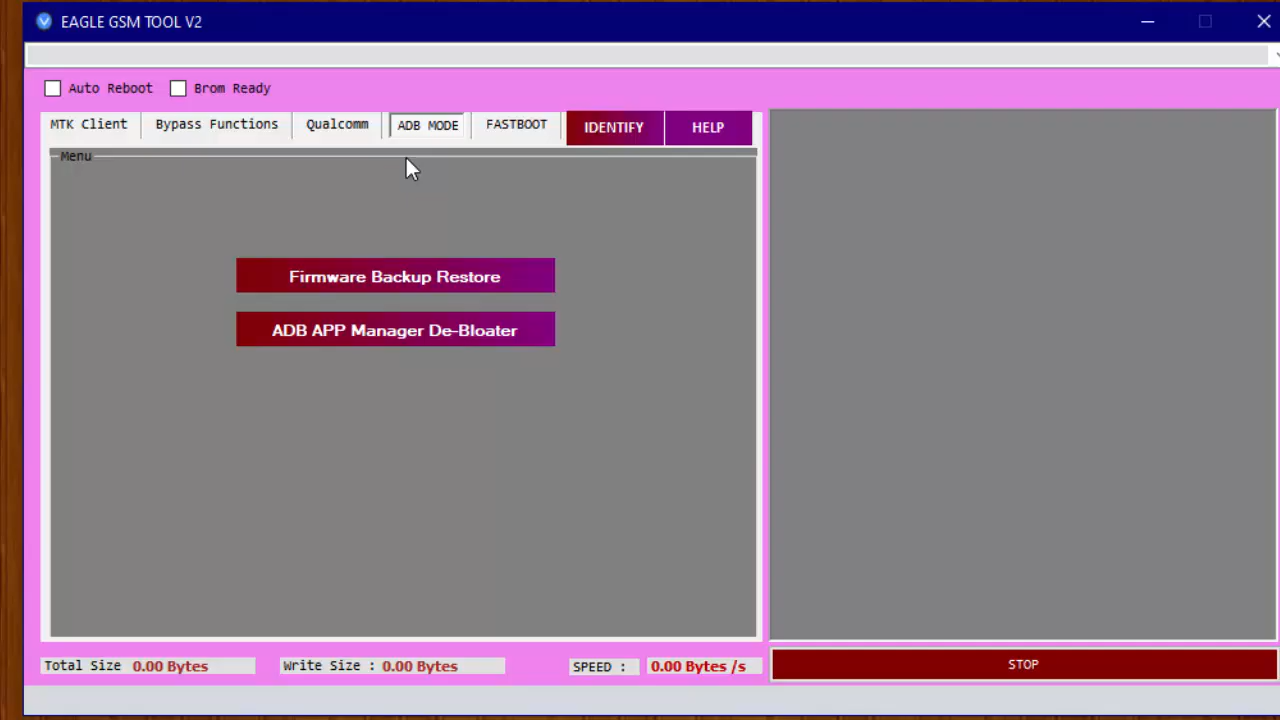 EAGLE GSM TOOL V2
Auto Reboot Brom Ready
MTK Client Bypass Functions Qualcomm ADB MODE FASTBOOT IDENTIFY HELP
Menu
Firmware Backup Restore
ADB APP Manager De-Bloater
Total Size 0.00 Bytes Write Size : 0.00 Bytes SPEED : 0.00 Bytes /s STOP